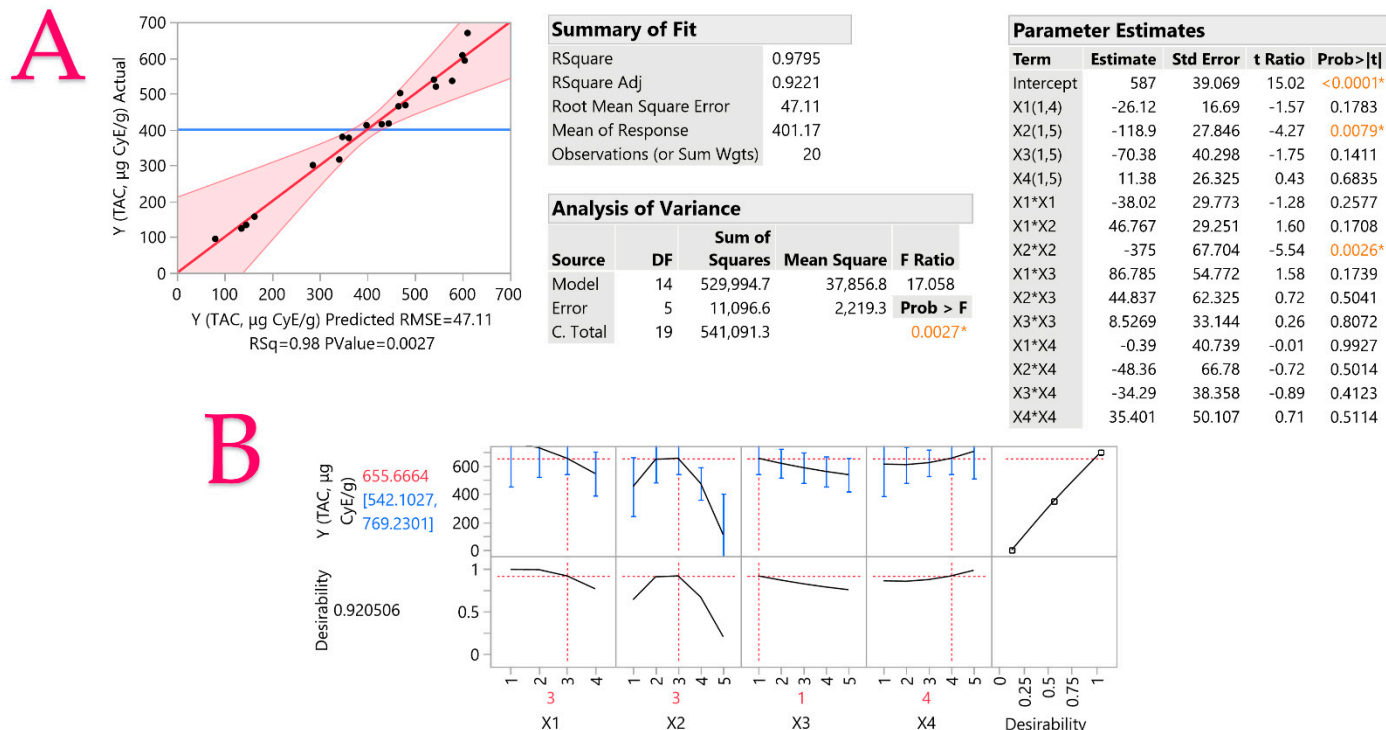 A
Y (TAC, µg CyE/g) Actual
700
600
500
400
300
200
100
0
0 100 200 300 400 500 600 700
Y (TAC, µg CyE/g) Predicted RMSE=47.11
RSq=0.98 PValue=0.0027
Summary of Fit
RSquare 0.9795
RSquare Adj 0.9221
Root Mean Square Error 47.11
Mean of Response 401.17
Observations (or Sum Wgts) 20
Analysis of Variance
Sum of
Source DF Squares Mean Square F Ratio
Model 14 529,994.7 37,856.8 17.058
Error 5 11,096.6 2,219.3 Prob > F
C. Total 19 541,091.3 0.0027*
Parameter Estimates
Term Estimate Std Error t Ratio Prob>|t|
Intercept 587 39.069 15.02 <0.0001*
X1(1,4) -26.12 16.69 -1.57 0.1783
X2(1,5) -118.9 27.846 -4.27 0.0079*
X3(1,5) -70.38 40.298 -1.75 0.1411
X4(1,5) 11.38 26.325 0.43 0.6835
X1*X1 -38.02 29.773 -1.28 0.2577
X1*X2 46.767 29.251 1.60 0.1708
X2*X2 -375 67.704 -5.54 0.0026*
X1*X3 86.785 54.772 1.58 0.1739
X2*X3 44.837 62.325 0.72 0.5041
X3*X3 8.5269 33.144 0.26 0.8072
X1*X4 -0.39 40.739 -0.01 0.9927
X2*X4 -48.36 66.78 -0.72 0.5014
X3*X4 -34.29 38.358 -0.89 0.4123
X4*X4 35.401 50.107 0.71 0.5114
B
Y (TAC, µg
CyE/g)
655.6664
[542.1027,
769.2301]
600
400
200
0
Desirability
0.920506
1
0.5
0
1 2 3 4 1 2 3 4 5 1 2 3 4 5 1 2 3 4 5 0 0.25 0.5 0.75 1
3 3 1 4
X1 X2 X3 X4 Desirability